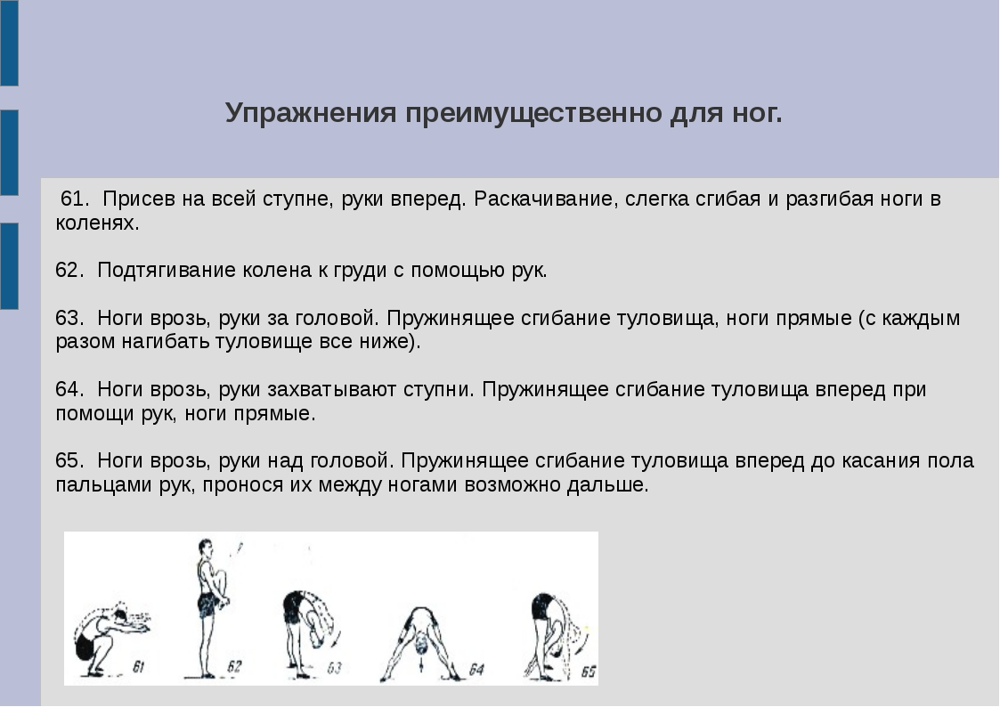 Упражнения преимущественно для ног.
61. Присев на всей ступне, руки вперед. Раскачивание, слегка сгибая и разгибая ноги в
коленях.
62. Подтягивание колена к груди с помощью рук.
63. Ноги врозь, руки за головой. Пружинящее сгибание туловища, ноги прямые (с каждым
разом нагибать туловище все ниже).
64. Ноги врозь, руки захватывают ступни. Пружинящее сгибание туловища вперед при
помощи рук, ноги прямые.
65. Ноги врозь, руки над головой. Пружинящее сгибание туловища вперед до касания пола
пальцами рук, пронося их между ногами возможно дальше.
61 62 63 64 65